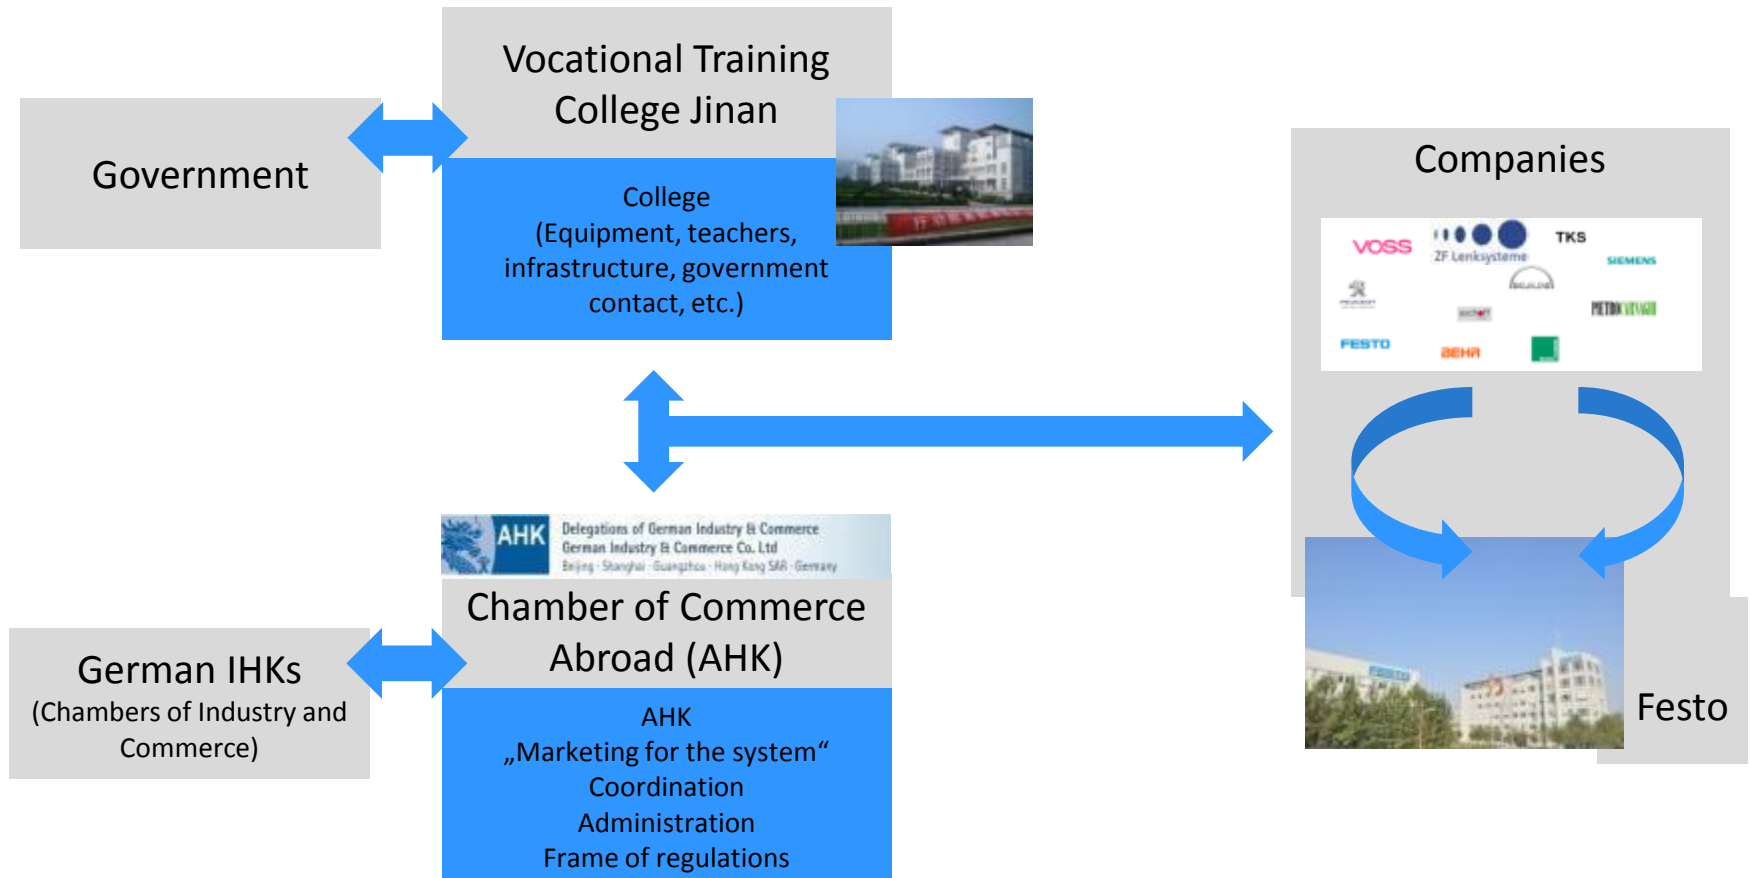 Vocational Training
College Jinan
Government
College
(Equipment, teachers,
infrastructure, government
contact, etc.)
Companies
VOSS
ZF Lenksysteme
TKS
SIEMENS
PEUGEOT
FESTO
BEHR
AHK
Delegations of German Industry & Commerce
German Industry & Commerce Co. Ltd
Beijing · Shanghai · Guangzhou · Hong Kong SAR · Germany
Chamber of Commerce
Abroad (AHK)
German IHKs
(Chambers of Industry and
Commerce)
AHK
„Marketing for the system“
Coordination
Administration
Frame of regulations
Festo